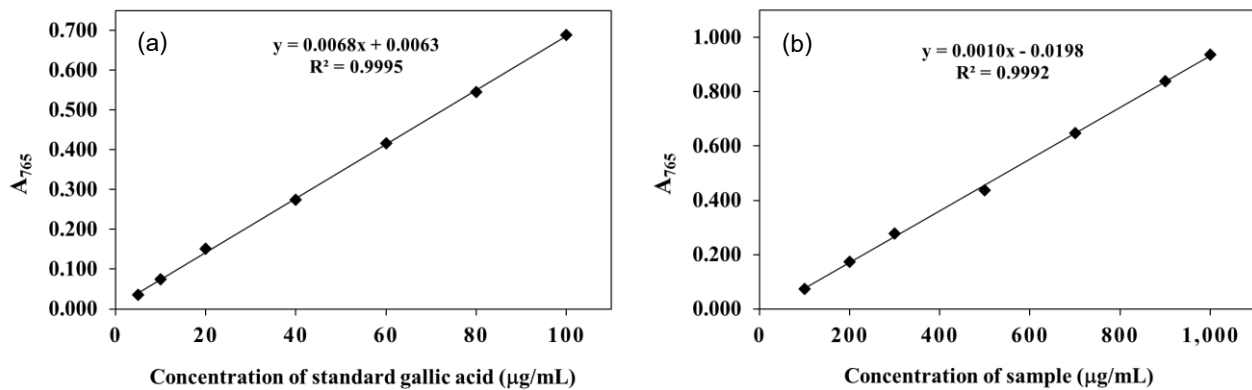 (a)
y = 0.0068x + 0.0063
R² = 0.9995
0.700
0.600
0.500
0.400
0.300
0.200
0.100
0.000
A₇₆₅
0 20 40 60 80 100
Concentration of standard gallic acid (μg/mL)
(b)
y = 0.0010x - 0.0198
R² = 0.9992
1.000
0.800
0.600
0.400
0.200
0.000
A₇₆₅
0 200 400 600 800 1,000
Concentration of sample (μg/mL)